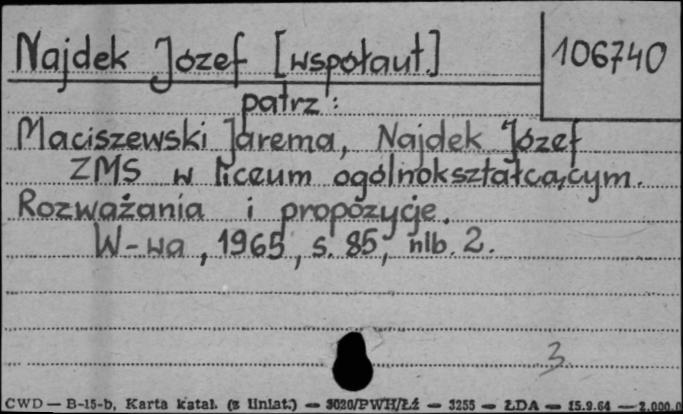 Najdek Józef [współaut.]
106740
patrz:
Maciszewski Jarema, Najdek Józef
ZMS w liceum ogólnokształcącym.
Rozważania i propozycje.
W-wa, 1965, s. 85, nlb. 2.
3
CWD — B-15-b, Karta katal. (z liniat.) — 3020/PWH/Łź — 3255 — ŁDA — 15.9.64 — 2.000.0